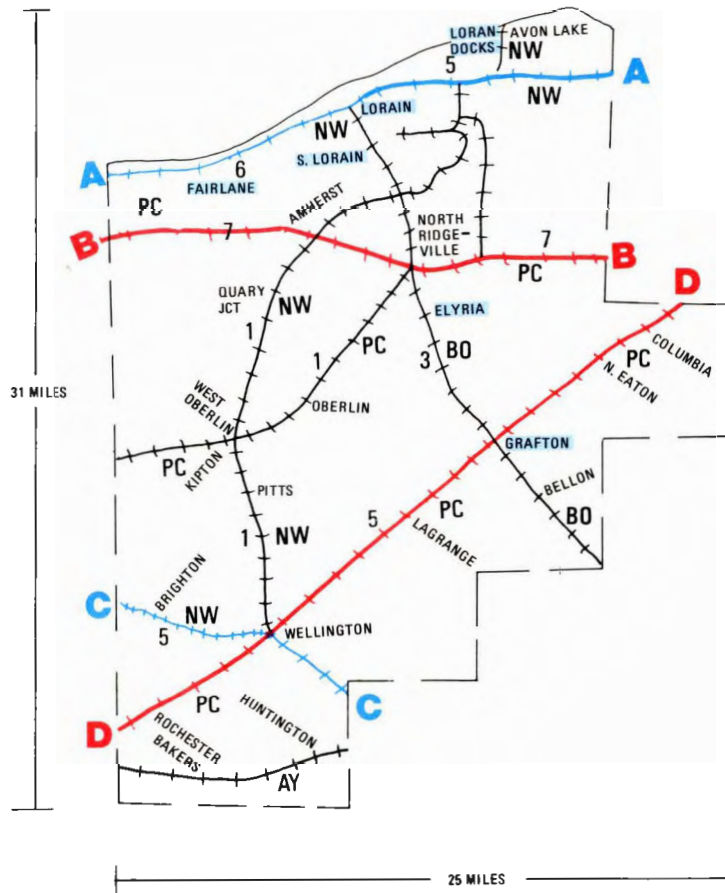 LORAN
DOCKS
AVON LAKE
NW
5
A
NW
LORAIN
NW
S. LORAIN
6
FAIRLANE
A
PC
AMHERST
NORTH
RIDGE-
VILLE
B
7
7
PC
B
D
QUARY
JCT
NW
1
1
PC
ELYRIA
3
BO
PC
COLUMBIA
N. EATON
31 MILES
WEST
OBERLIN
OBERLIN
GRAFTON
PC
KIPTON
PITTS
BELLON
1
NW
5
PC
LAGRANGE
BO
C
BRIGHTON
NW
5
WELLINGTON
C
D
PC
HUNTINGTON
ROCHESTER
BAKERS
AY
25 MILES